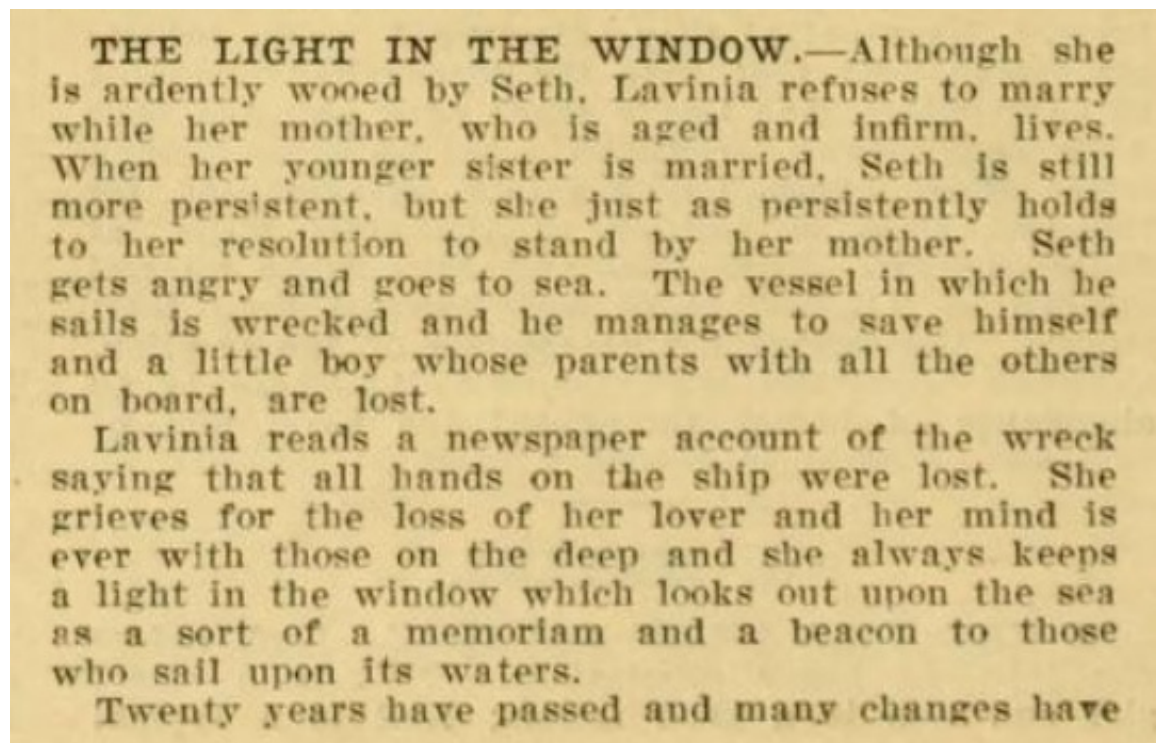 THE LIGHT IN THE WINDOW.—Although she
is ardently wooed by Seth, Lavinia refuses to marry
while her mother, who is aged and infirm, lives.
When her younger sister is married, Seth is still
more persistent, but she just as persistently holds
to her resolution to stand by her mother. Seth
gets angry and goes to sea. The vessel in which he
sails is wrecked and he manages to save himself
and a little boy whose parents with all the others
on board, are lost.
Lavinia reads a newspaper account of the wreck
saying that all hands on the ship were lost. She
grieves for the loss of her lover and her mind is
ever with those on the deep and she always keeps
a light in the window which looks out upon the sea
as a sort of a memoriam and a beacon to those
who sail upon its waters.
Twenty years have passed and many changes have